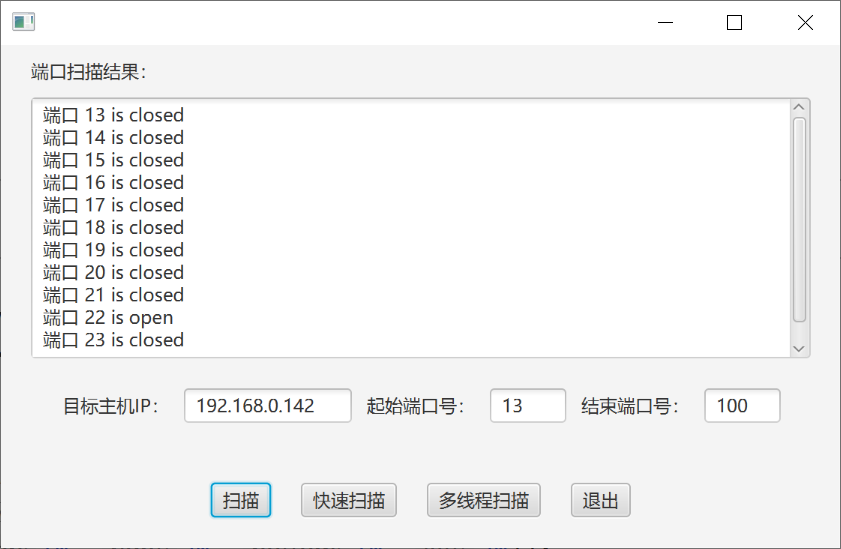 端口扫描结果：
端口 13 is closed
端口 14 is closed
端口 15 is closed
端口 16 is closed
端口 17 is closed
端口 18 is closed
端口 19 is closed
端口 20 is closed
端口 21 is closed
端口 22 is open
端口 23 is closed
目标主机IP： 192.168.0.142 起始端口号： 13 结束端口号： 100
扫描 快速扫描 多线程扫描 退出